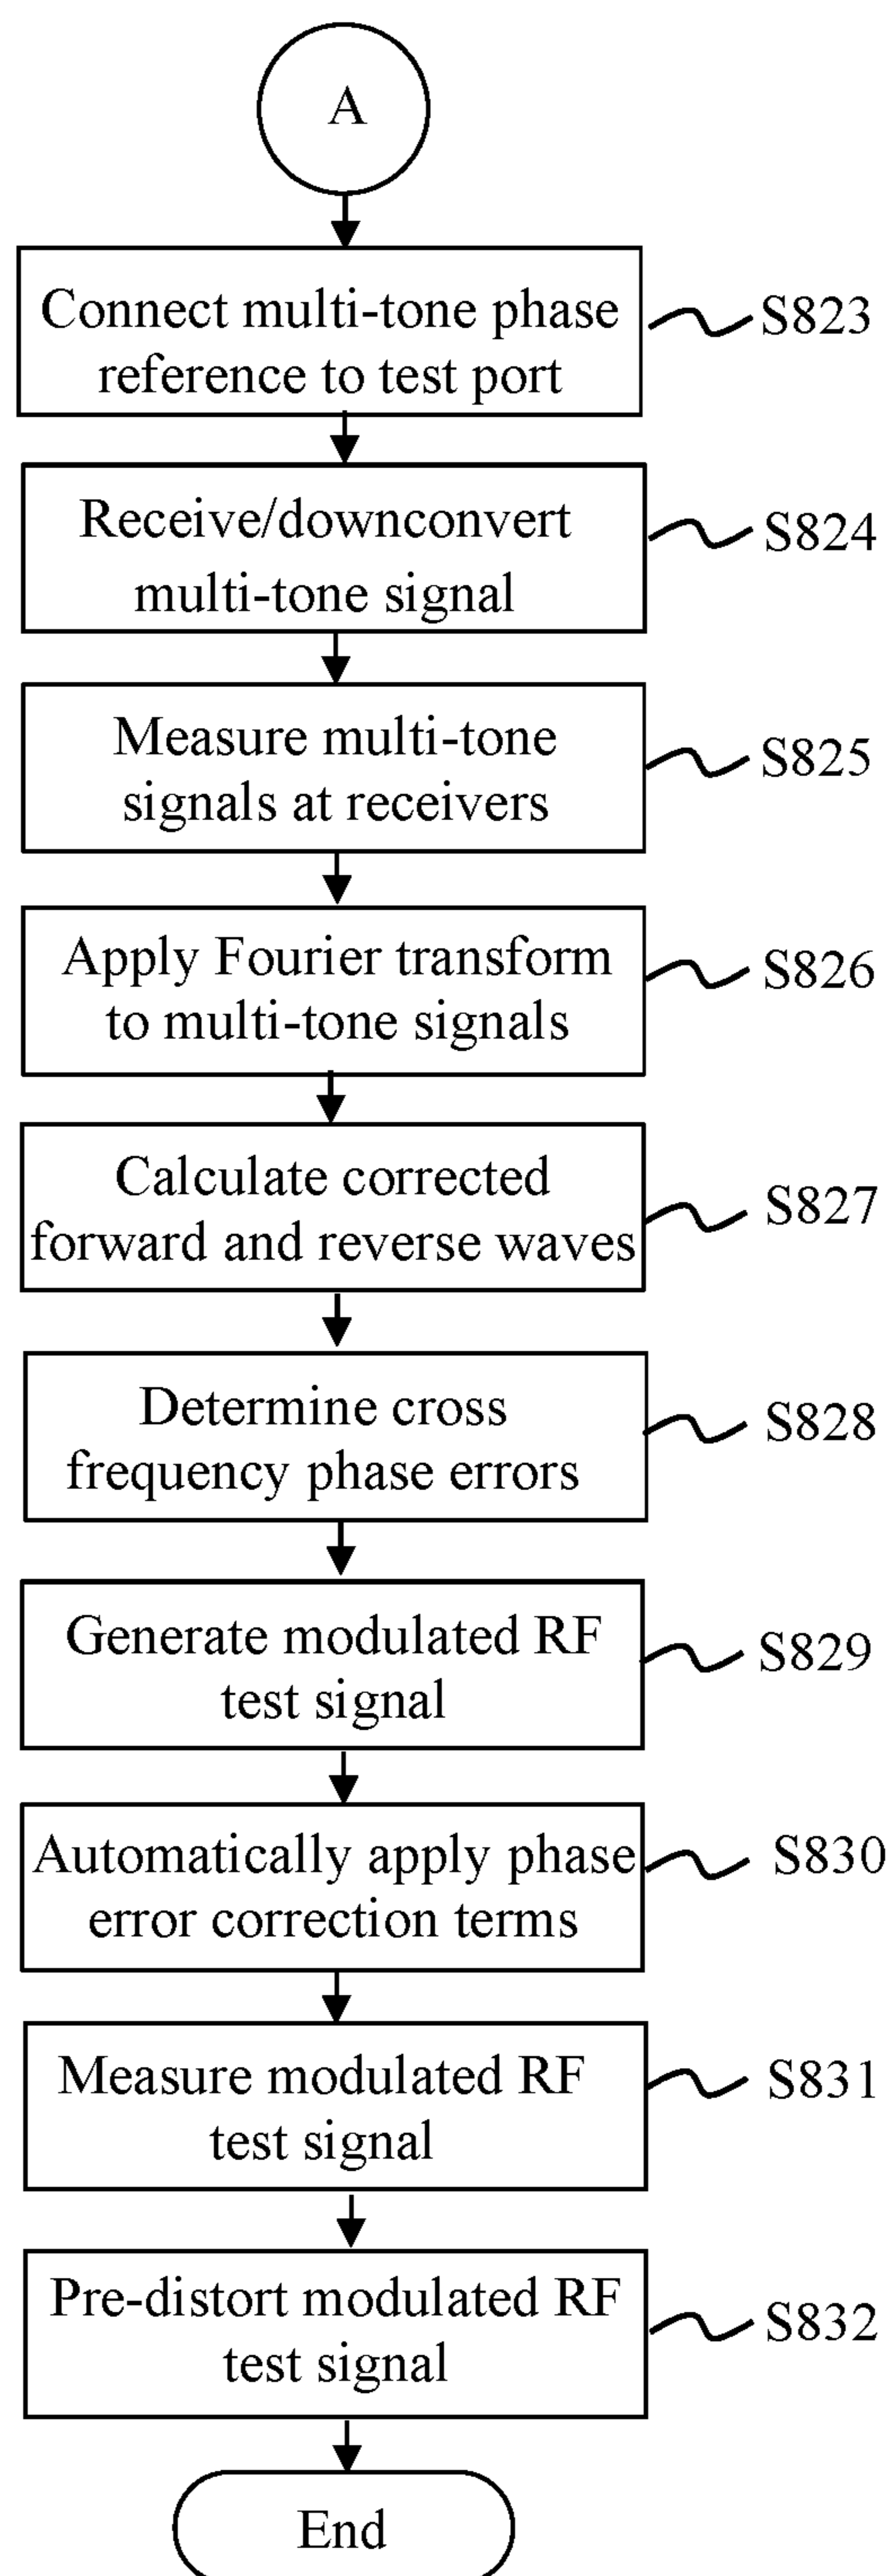 A
Connect multi-tone phase
reference to test port
S823
Receive/downconvert
multi-tone signal
S824
Measure multi-tone
signals at receivers
S825
Apply Fourier transform
to multi-tone signals
S826
Calculate corrected
forward and reverse waves
S827
Determine cross
frequency phase errors
S828
Generate modulated RF
test signal
S829
Automatically apply phase
error correction terms
S830
Measure modulated RF
test signal
S831
Pre-distort modulated RF
test signal
S832
End